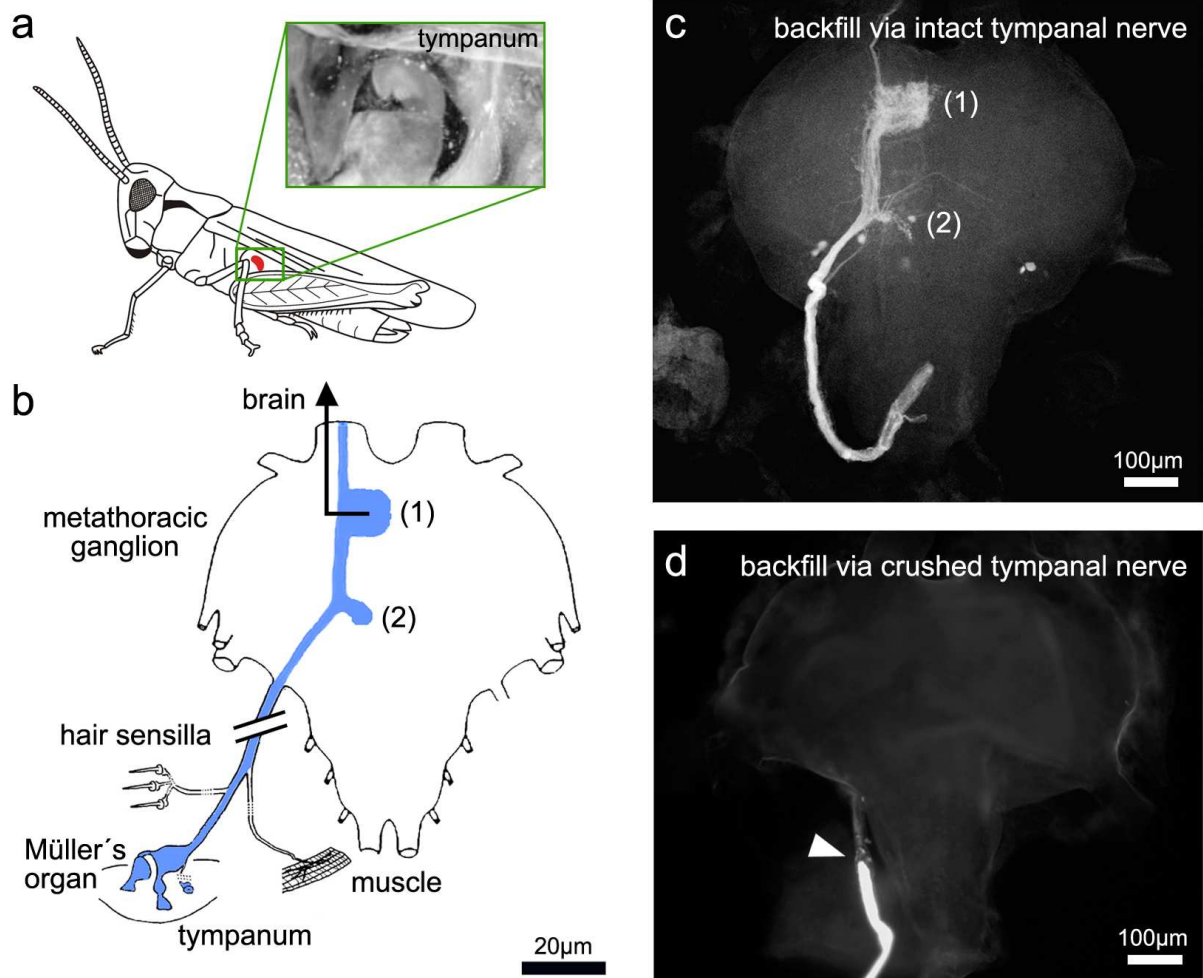 a
tympanum
b
brain
metathoracic
ganglion
(1)
(2)
hair sensilla
Müller´s
organ
muscle
tympanum
20µm
c
backfill via intact tympanal nerve
(1)
(2)
100µm
d
backfill via crushed tympanal nerve
100µm